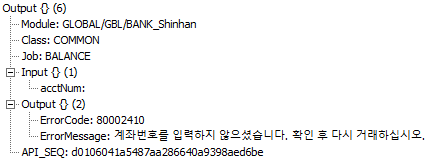 Output {} (6)
Module: GLOBAL/GBL/BANK_Shinhan
Class: COMMON
Job: BALANCE
Input {} (1)
acctNum:
Output {} (2)
ErrorCode: 80002410
ErrorMessage: 계좌번호를 입력하지 않으셨습니다. 확인 후 다시 거래하십시오.
API_SEQ: d0106041a5487aa286640a9398aed6be